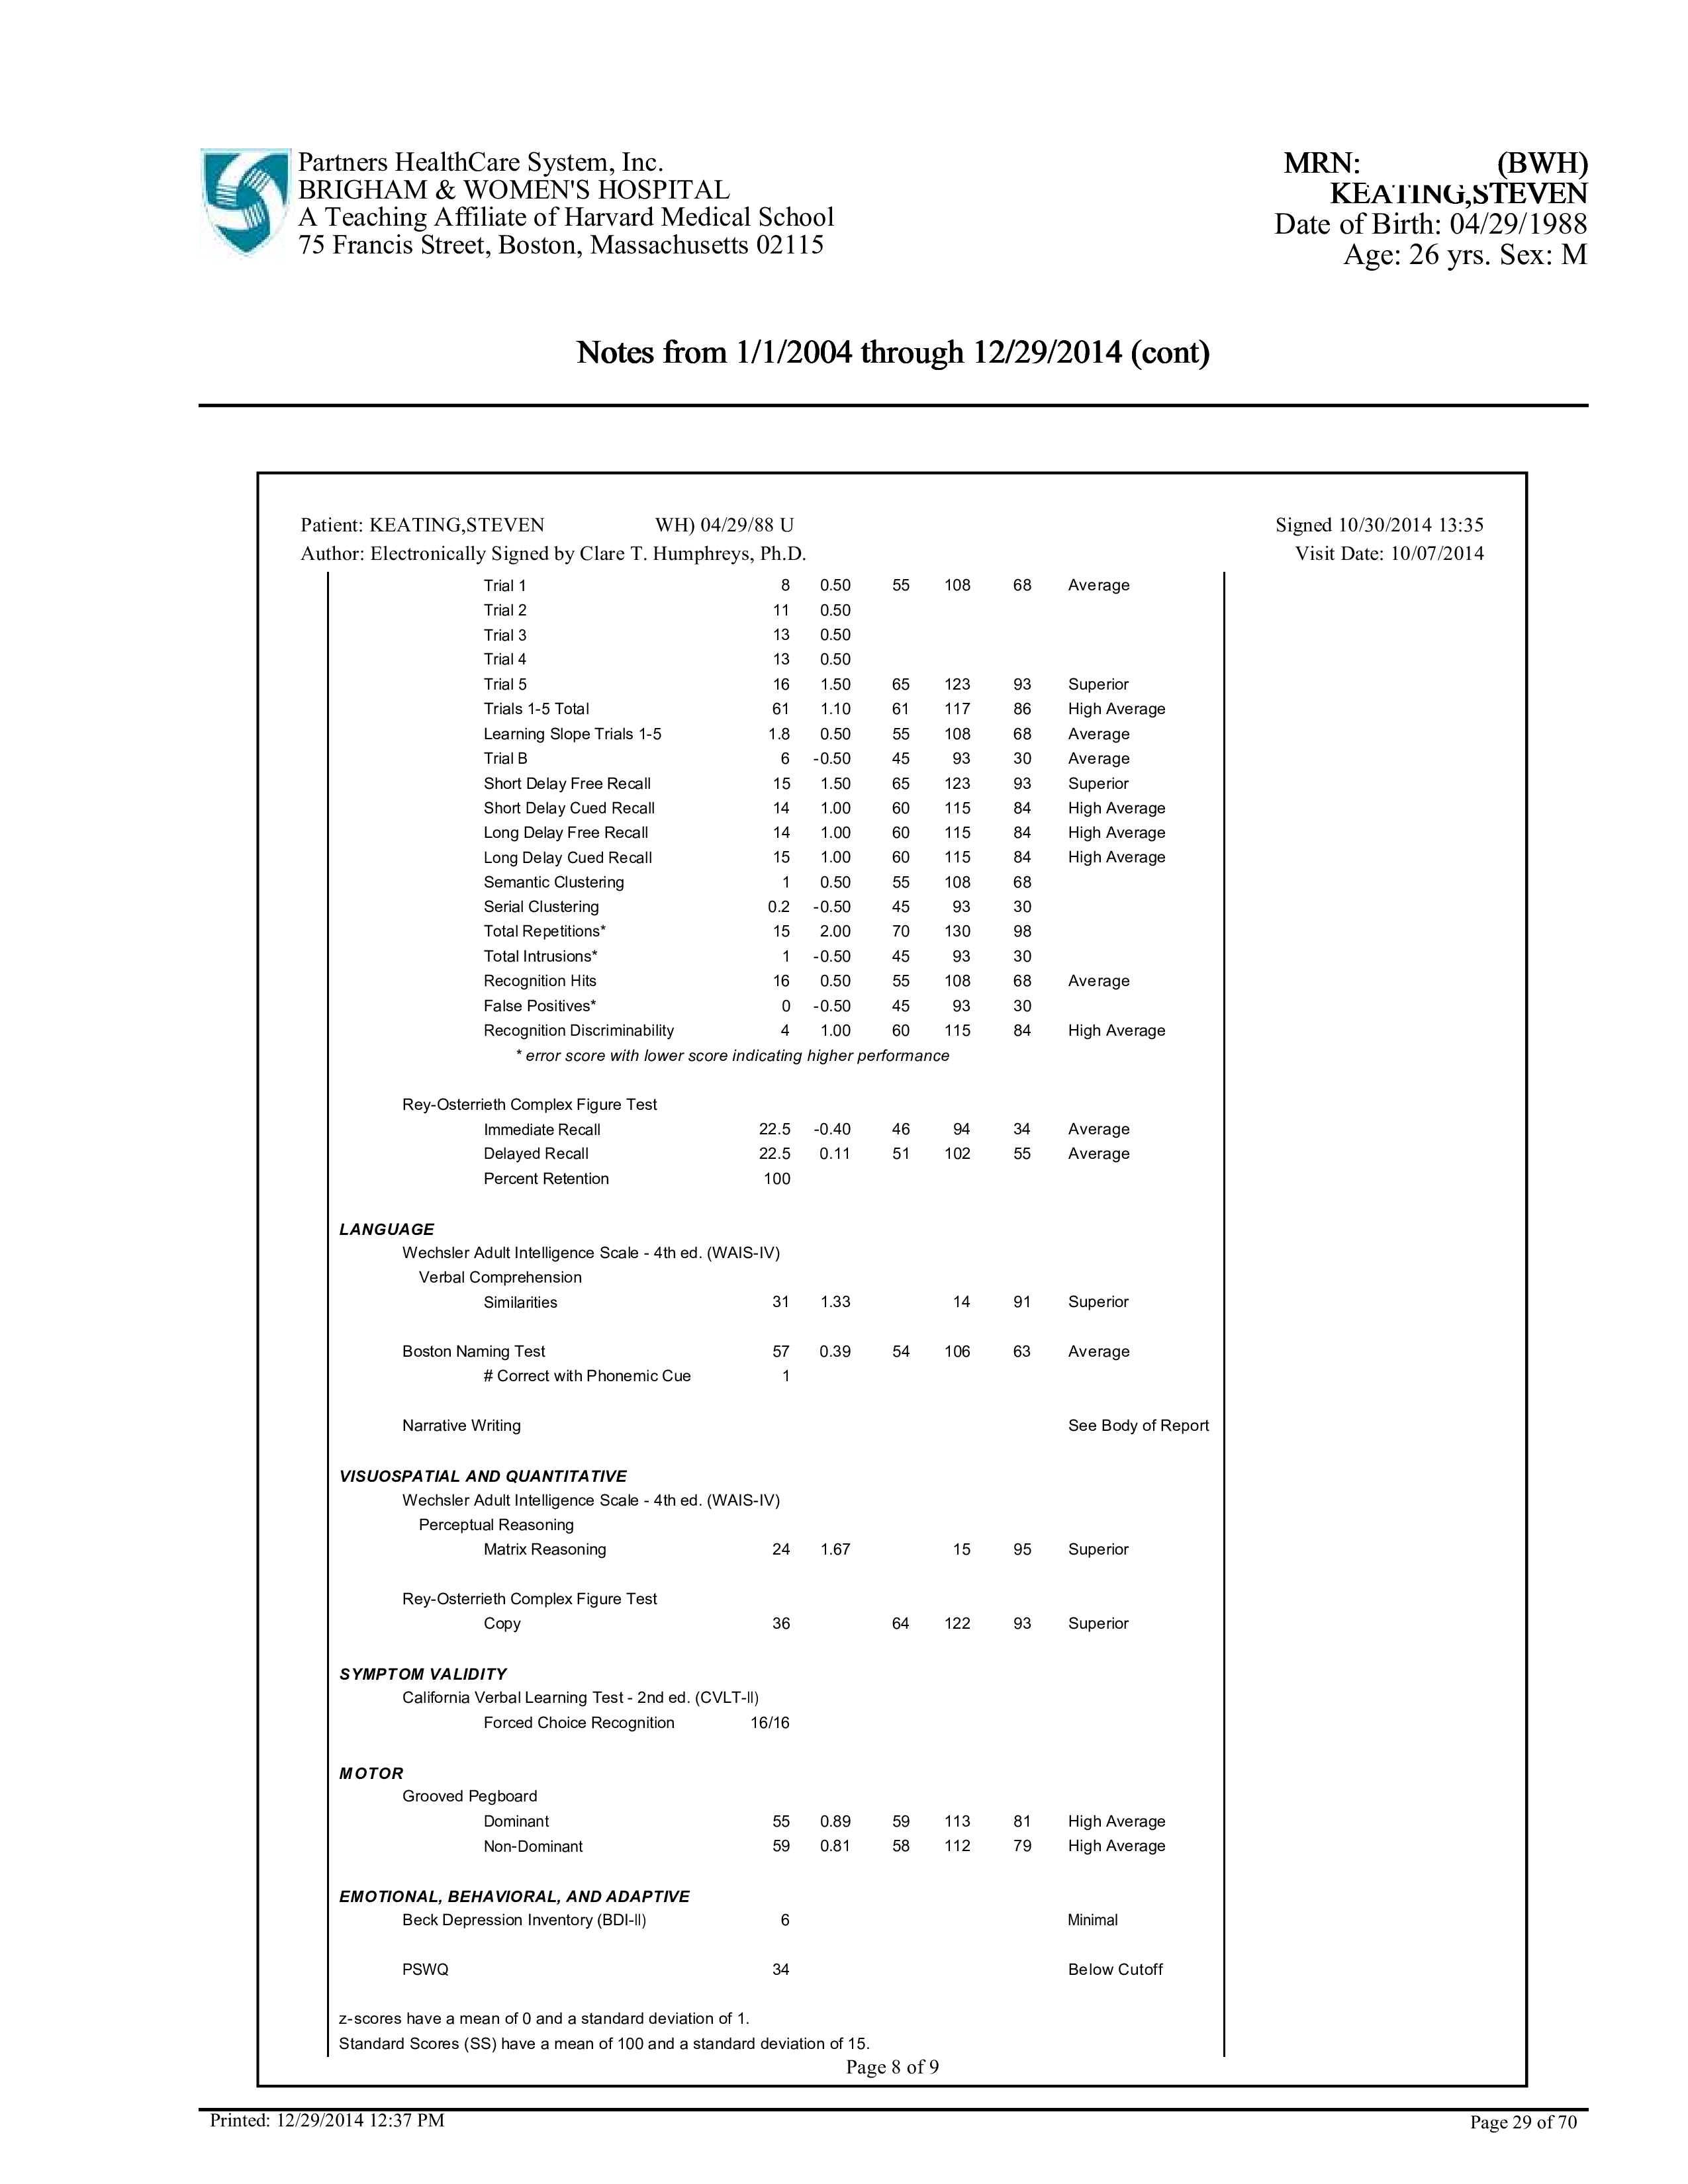 Partners HealthCare System, Inc.
BRIGHAM & WOMEN'S HOSPITAL
A Teaching Affiliate of Harvard Medical School
75 Francis Street, Boston, Massachusetts 02115
MRN: (BWH)
KEATING,STEVEN
Date of Birth: 04/29/1988
Age: 26 yrs. Sex: M
Notes from 1/1/2004 through 12/29/2014 (cont)
Patient: KEATING,STEVEN WH) 04/29/88 U Signed 10/30/2014 13:35
Author: Electronically Signed by Clare T. Humphreys, Ph.D. Visit Date: 10/07/2014
Trial 1 8 0.50 55 108 68 Average
Trial 2 11 0.50
Trial 3 13 0.50
Trial 4 13 0.50
Trial 5 16 1.50 65 123 93 Superior
Trials 1-5 Total 61 1.10 61 117 86 High Average
Learning Slope Trials 1-5 1.8 0.50 55 108 68 Average
Trial B 6 -0.50 45 93 30 Average
Short Delay Free Recall 15 1.50 65 123 93 Superior
Short Delay Cued Recall 14 1.00 60 115 84 High Average
Long Delay Free Recall 14 1.00 60 115 84 High Average
Long Delay Cued Recall 15 1.00 60 115 84 High Average
Semantic Clustering 1 0.50 55 108 68
Serial Clustering 0.2 -0.50 45 93 30
Total Repetitions* 15 2.00 70 130 98
Total Intrusions* 1 -0.50 45 93 30
Recognition Hits 16 0.50 55 108 68 Average
False Positives* 0 -0.50 45 93 30
Recognition Discriminability 4 1.00 60 115 84 High Average
* error score with lower score indicating higher performance
Rey-Osterrieth Complex Figure Test
Immediate Recall 22.5 -0.40 46 94 34 Average
Delayed Recall 22.5 0.11 51 102 55 Average
Percent Retention 100
LANGUAGE
Wechsler Adult Intelligence Scale - 4th ed. (WAIS-IV)
Verbal Comprehension
Similarities 31 1.33 14 91 Superior
Boston Naming Test 57 0.39 54 106 63 Average
# Correct with Phonemic Cue 1
Narrative Writing See Body of Report
VISUOSPATIAL AND QUANTITATIVE
Wechsler Adult Intelligence Scale - 4th ed. (WAIS-IV)
Perceptual Reasoning
Matrix Reasoning 24 1.67 15 95 Superior
Rey-Osterrieth Complex Figure Test
Copy 36 64 122 93 Superior
SYMPTOM VALIDITY
California Verbal Learning Test - 2nd ed. (CVLT-II)
Forced Choice Recognition 16/16
MOTOR
Grooved Pegboard
Dominant 55 0.89 59 113 81 High Average
Non-Dominant 59 0.81 58 112 79 High Average
EMOTIONAL, BEHAVIORAL, AND ADAPTIVE
Beck Depression Inventory (BDI-II) 6 Minimal
PSWQ 34 Below Cutoff
z-scores have a mean of 0 and a standard deviation of 1.
Standard Scores (SS) have a mean of 100 and a standard deviation of 15.
Page 8 of 9
Printed: 12/29/2014 12:37 PM Page 29 of 70